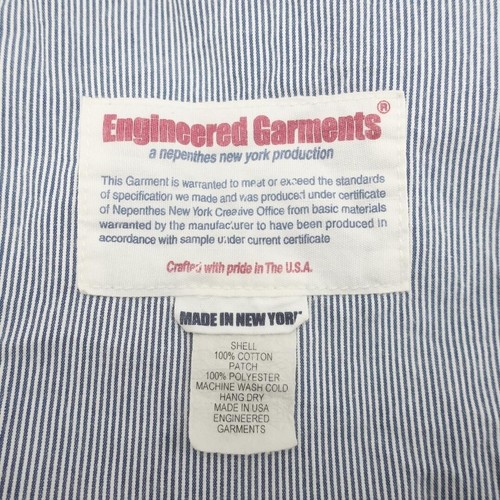 Engineered Garments®
a nepenthes new york production
This Garment is warranted to meat or exceed the standards
of specification we made and was produced under certificate
of Nepenthes New York Creative Office from basic materials
warranted by the manufacture to have been produced in
accordance with sample under current certificate
Crafted with pride in The U.S.A.
MADE IN NEW YORK
SHELL
100% COTTON
PATCH
100% POLYESTER
MACHINE WASH COLD
HANG DRY
MADE IN USA
ENGINEERED
GARMENTS